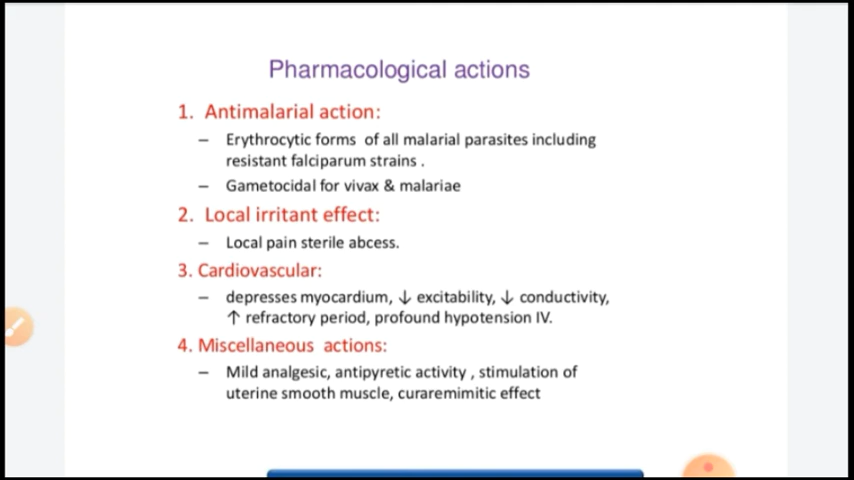 Pharmacological actions
1. Antimalarial action:
– Erythrocytic forms of all malarial parasites including
resistant falciparum strains .
– Gametocidal for vivax & malariae
2. Local irritant effect:
– Local pain sterile abcess.
3. Cardiovascular:
– depresses myocardium, ↓ excitability, ↓ conductivity,
↑ refractory period, profound hypotension IV.
4. Miscellaneous actions:
– Mild analgesic, antipyretic activity , stimulation of
uterine smooth muscle, curaremimitic effect